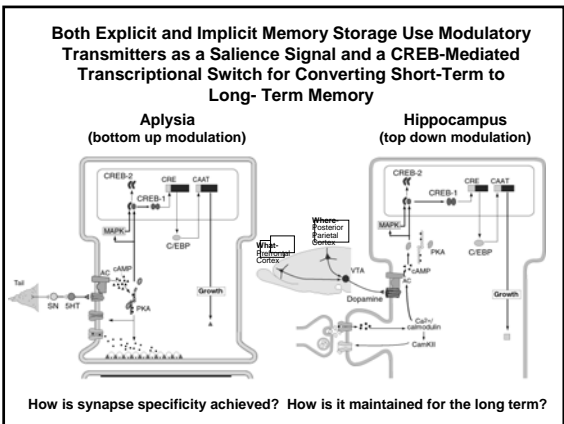 Both Explicit and Implicit Memory Storage Use Modulatory
Transmitters as a Salience Signal and a CREB-Mediated
Transcriptional Switch for Converting Short-Term to
Long- Term Memory
Aplysia
(bottom up modulation)
CREB-2
CRE
CAAT
CREB-1
MAPK
C/EBP
cAMP
AC
Tail
SN
5HT
PKA
Growth
Hippocampus
(top down modulation)
CREB-2
CRE
CAAT
CREB-1
MAPK
C/EBP
PKA
cAMP
AC
What-
Prefrontal
Cortex
Where-
Posterior
Parietal
Cortex
VTA
Dopamine
Growth
Ca2+/
calmodulin
CamKII
How is synapse specificity achieved? How is it maintained for the long term?